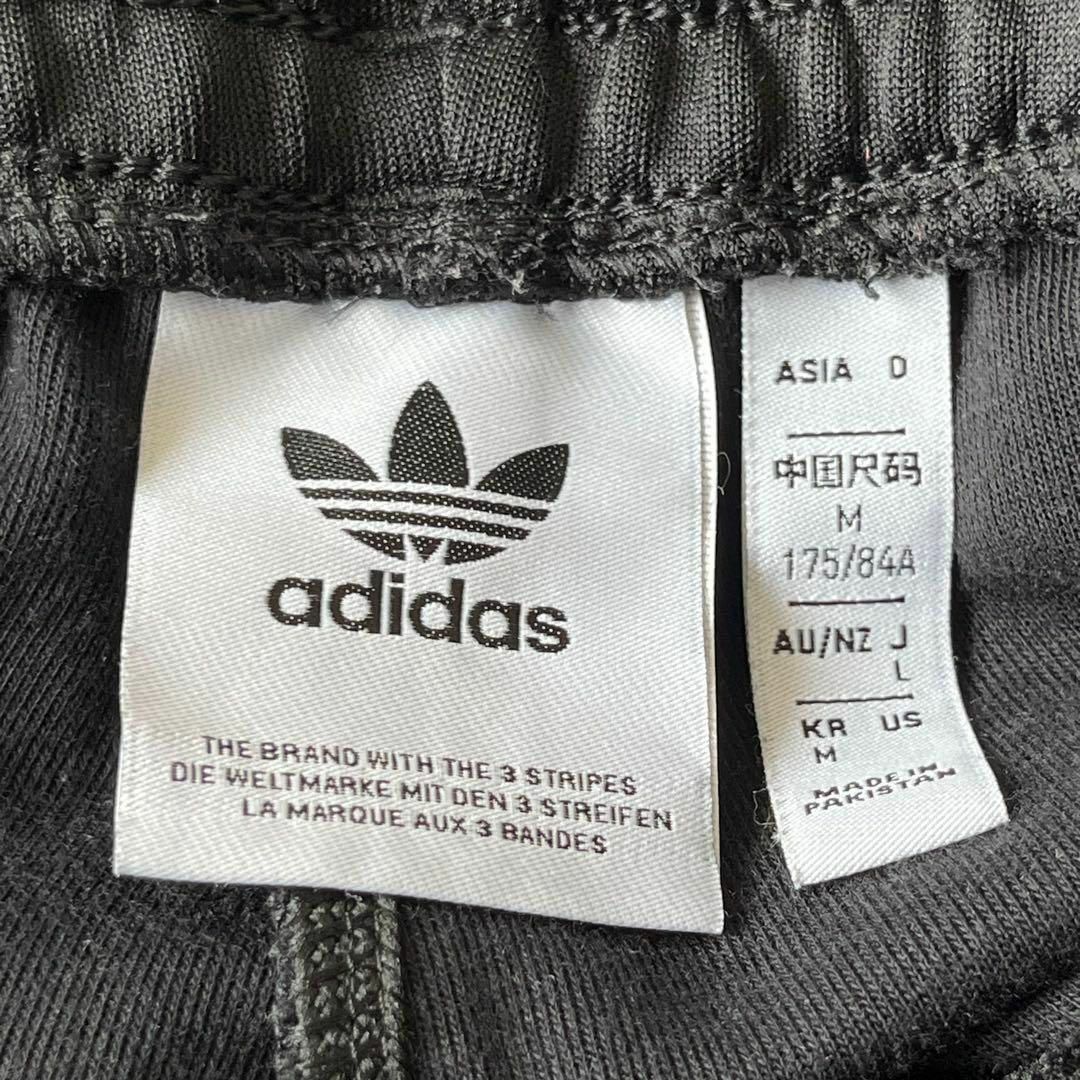 adidas
THE BRAND WITH THE 3 STRIPES
DIE WELTMARKE MIT DEN 3 STREIFEN
LA MARQUE AUX 3 BANDES
ASIA D
中国尺码
M
175/84A
AU/NZ J
L
KR US
M
MADE IN
PAKISTAN